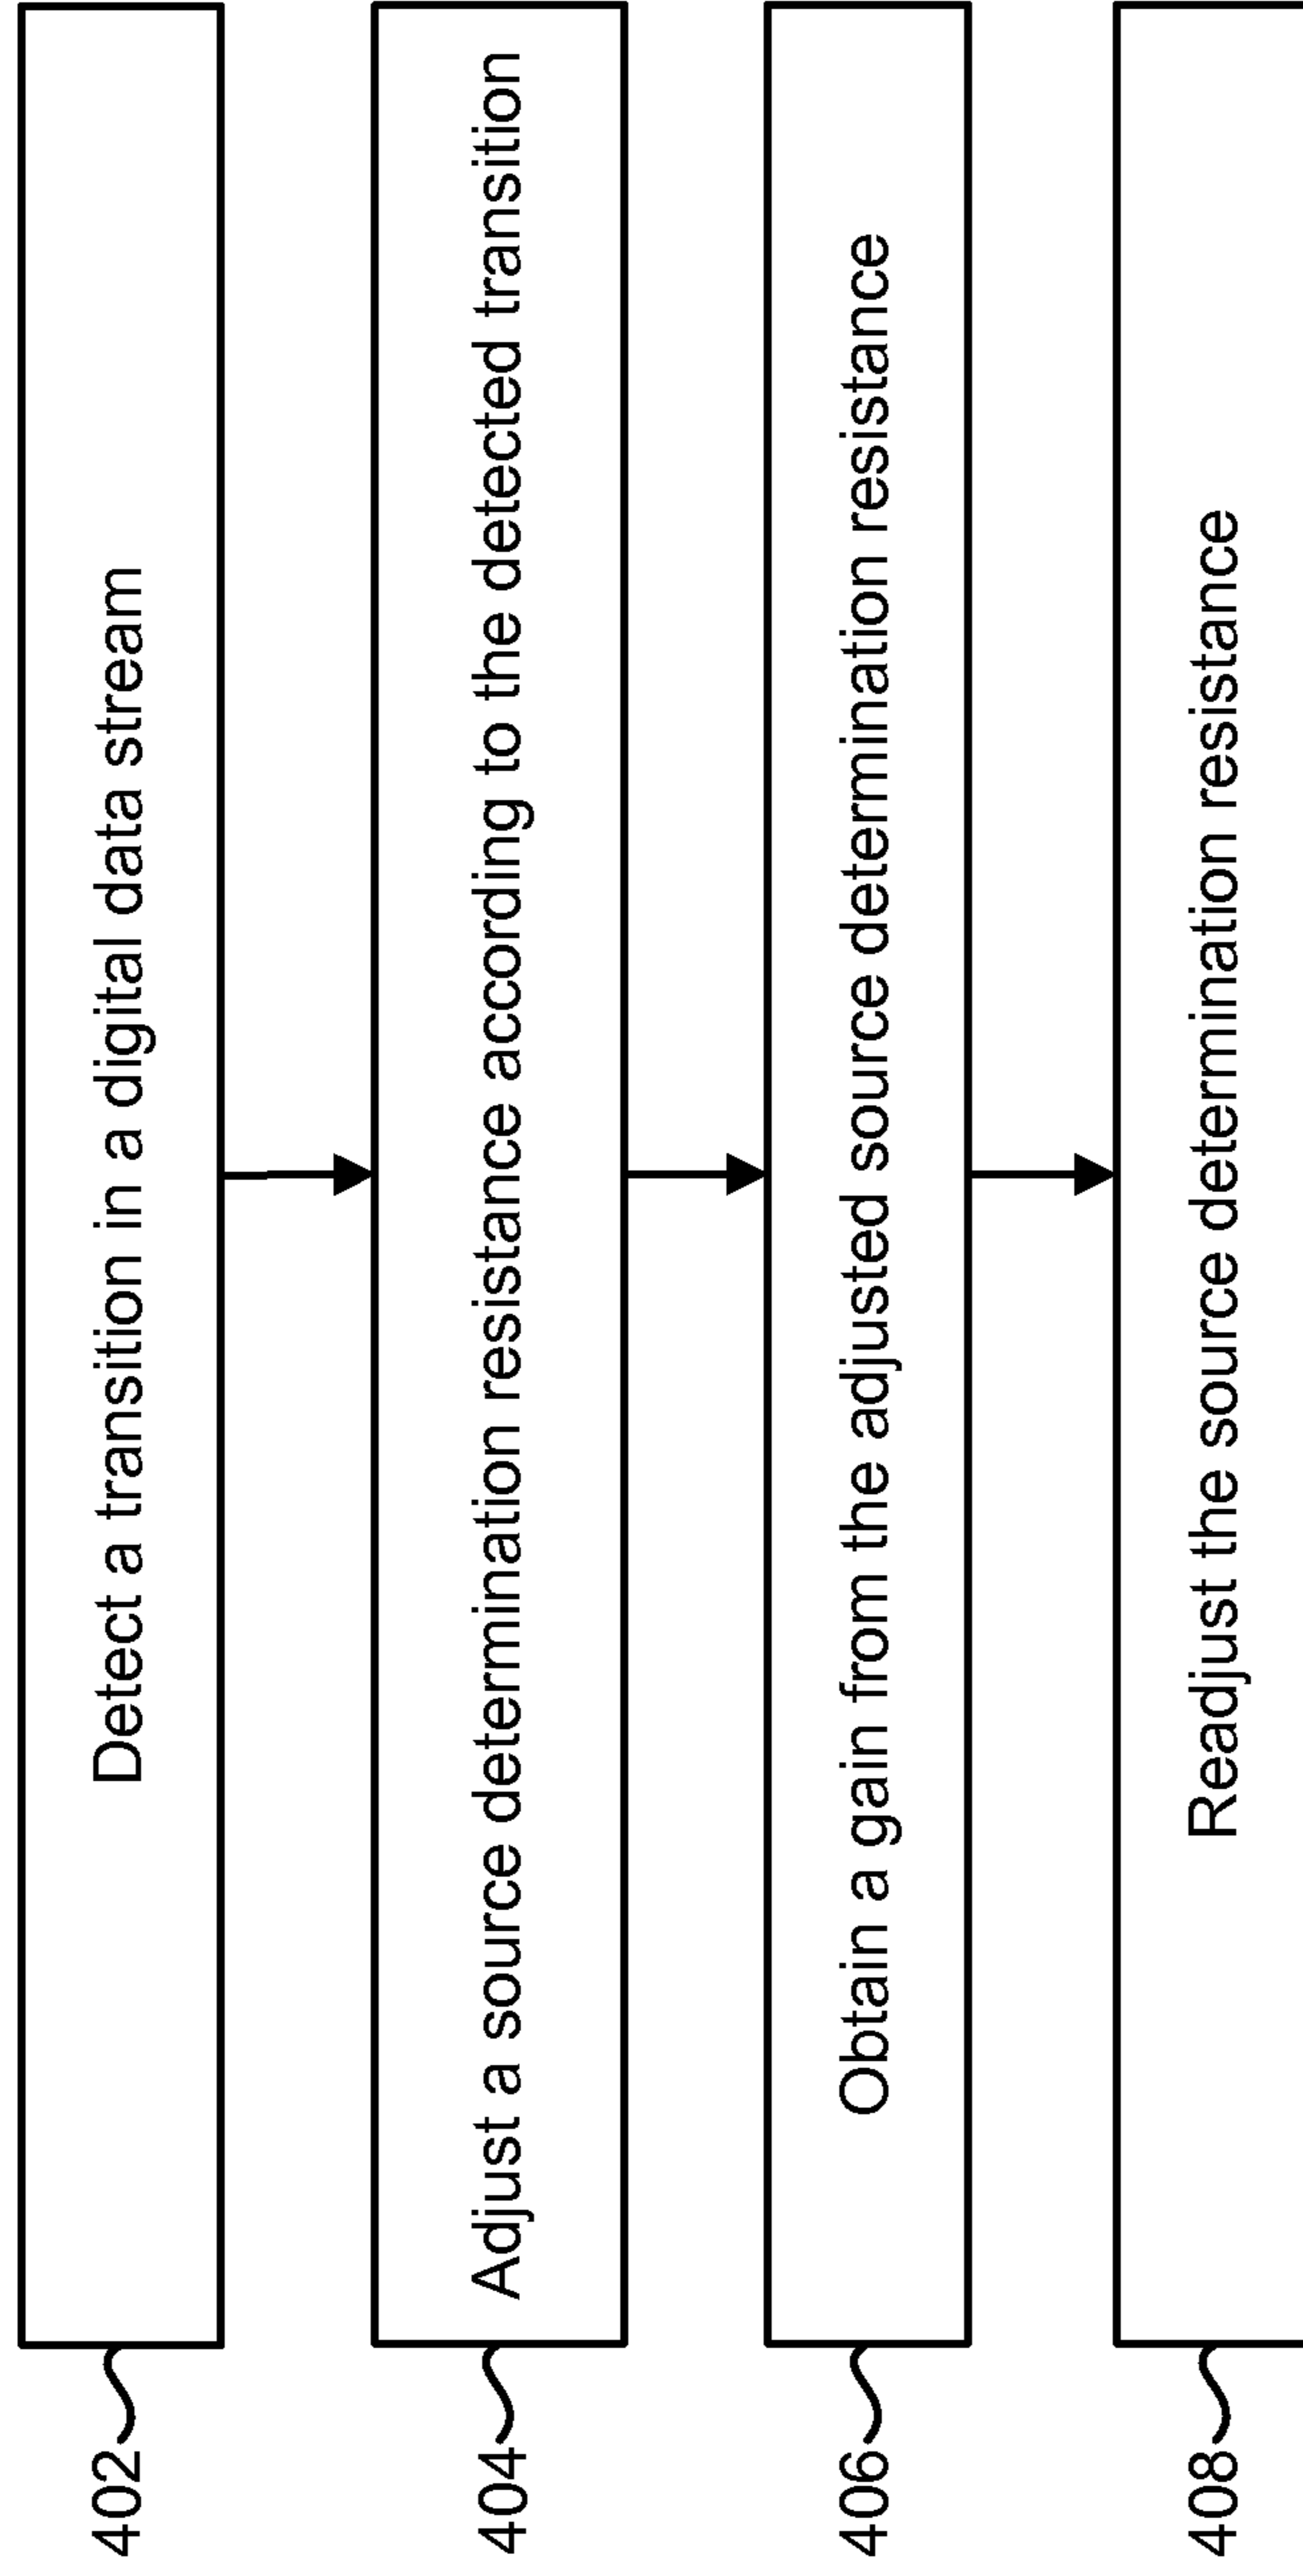 402
Detect a transition in a digital data stream
404
Adjust a source determination resistance according to the detected transition
406
Obtain a gain from the adjusted source determination resistance
408
Readjust the source determination resistance